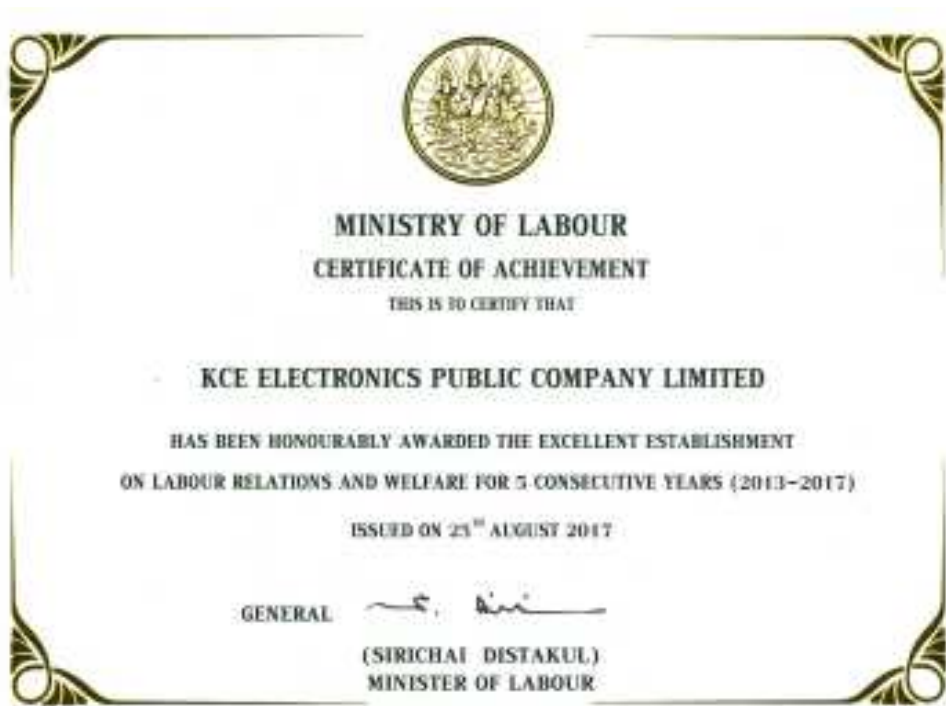 MINISTRY OF LABOUR
CERTIFICATE OF ACHIEVEMENT
THIS IS TO CERTIFY THAT
KCE ELECTRONICS PUBLIC COMPANY LIMITED
HAS BEEN HONOURABLY AWARDED THE EXCELLENT ESTABLISHMENT
ON LABOUR RELATIONS AND WELFARE FOR 5 CONSECUTIVE YEARS (2013-2017)
ISSUED ON AUGUST 2017
GENERAL
(SIRICHAI DISTAKUL)
MINISTER OF LABOUR